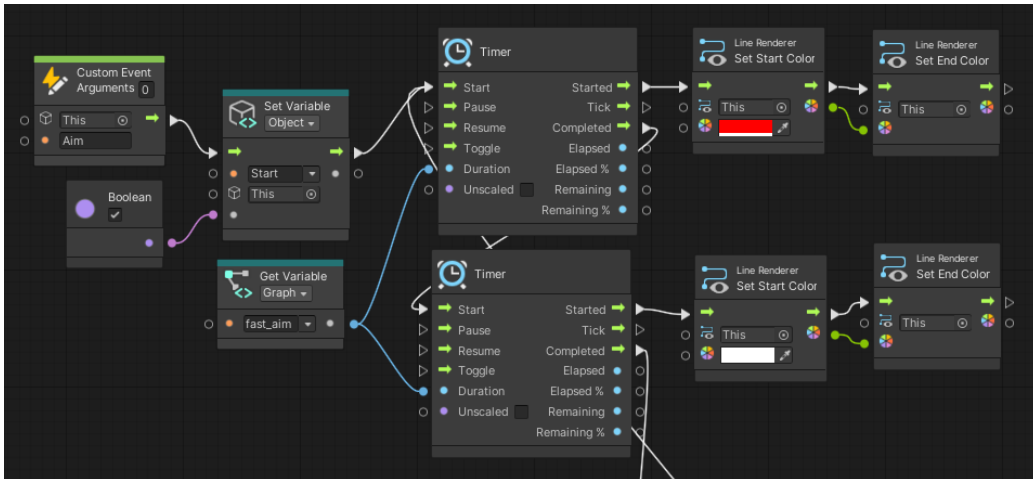 Custom Event
Arguments 0
This
Aim
Boolean
Set Variable
Object
Start
This
Get Variable
Graph
fast_aim
Timer
Start Started
Pause Tick
Resume Completed
Toggle Elapsed
Duration Elapsed %
Unscaled Remaining
Remaining %
Line Renderer
Set Start Color
This
Line Renderer
Set End Color
This
Timer
Start Started
Pause Tick
Resume Completed
Toggle Elapsed
Duration Elapsed %
Unscaled Remaining
Remaining %
Line Renderer
Set Start Color
This
Line Renderer
Set End Color
This